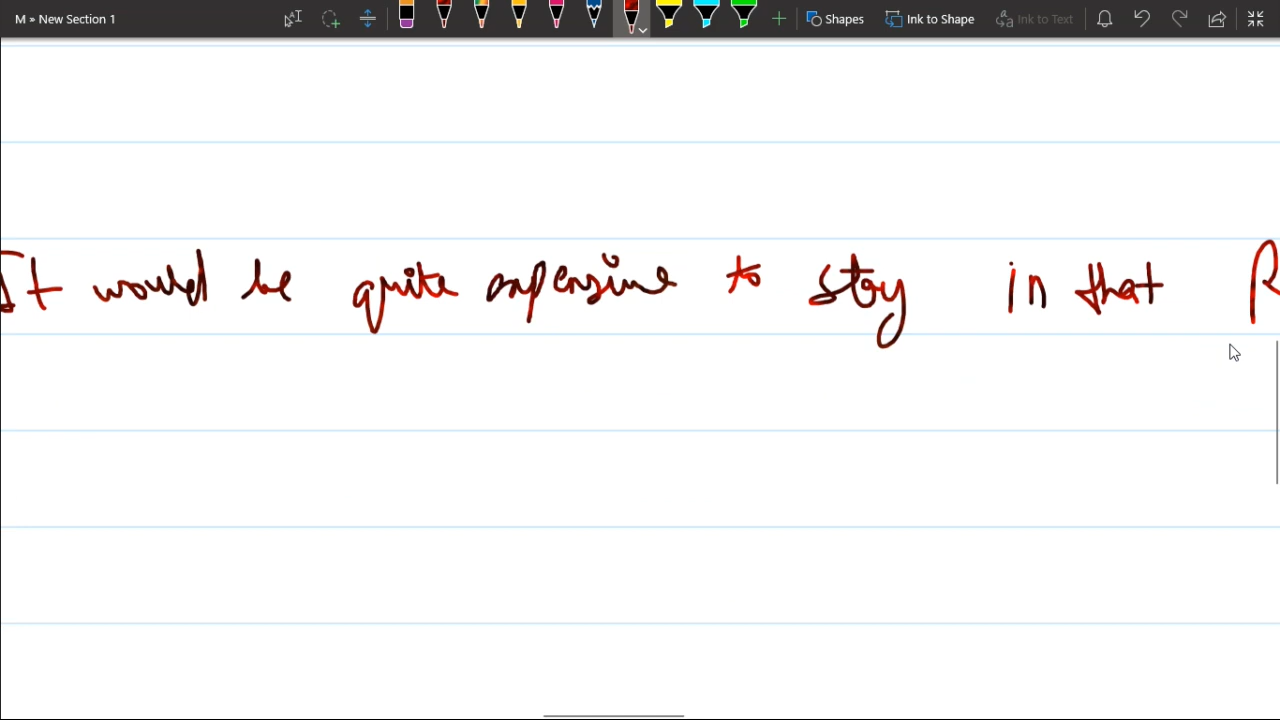 M » New Section 1
Shapes
Ink to Shape
Ink to Text
It would be quite expensive to stay in that